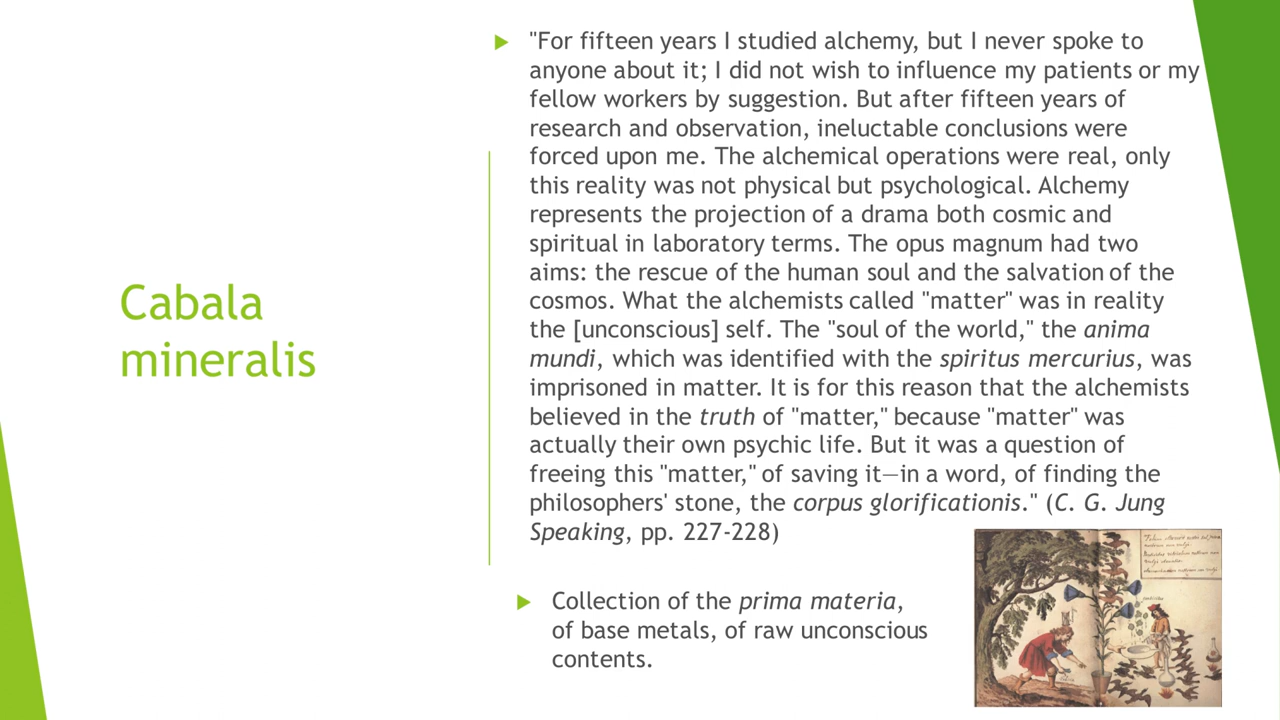 Cabala
mineralis
"For fifteen years I studied alchemy, but I never spoke to
anyone about it; I did not wish to influence my patients or my
fellow workers by suggestion. But after fifteen years of
research and observation, ineluctable conclusions were
forced upon me. The alchemical operations were real, only
this reality was not physical but psychological. Alchemy
represents the projection of a drama both cosmic and
spiritual in laboratory terms. The opus magnum had two
aims: the rescue of the human soul and the salvation of the
cosmos. What the alchemists called "matter" was in reality
the [unconscious] self. The "soul of the world," the anima
mundi, which was identified with the spiritus mercurius, was
imprisoned in matter. It is for this reason that the alchemists
believed in the truth of "matter," because "matter" was
actually their own psychic life. But it was a question of
freeing this "matter," of saving it—in a word, of finding the
philosophers' stone, the corpus glorificationis." (C. G. Jung
Speaking, pp. 227-228)
Collection of the prima materia,
of base metals, of raw unconscious
contents.